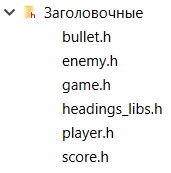 Заголовочные
bullet.h
enemy.h
game.h
headings_libs.h
player.h
score.h